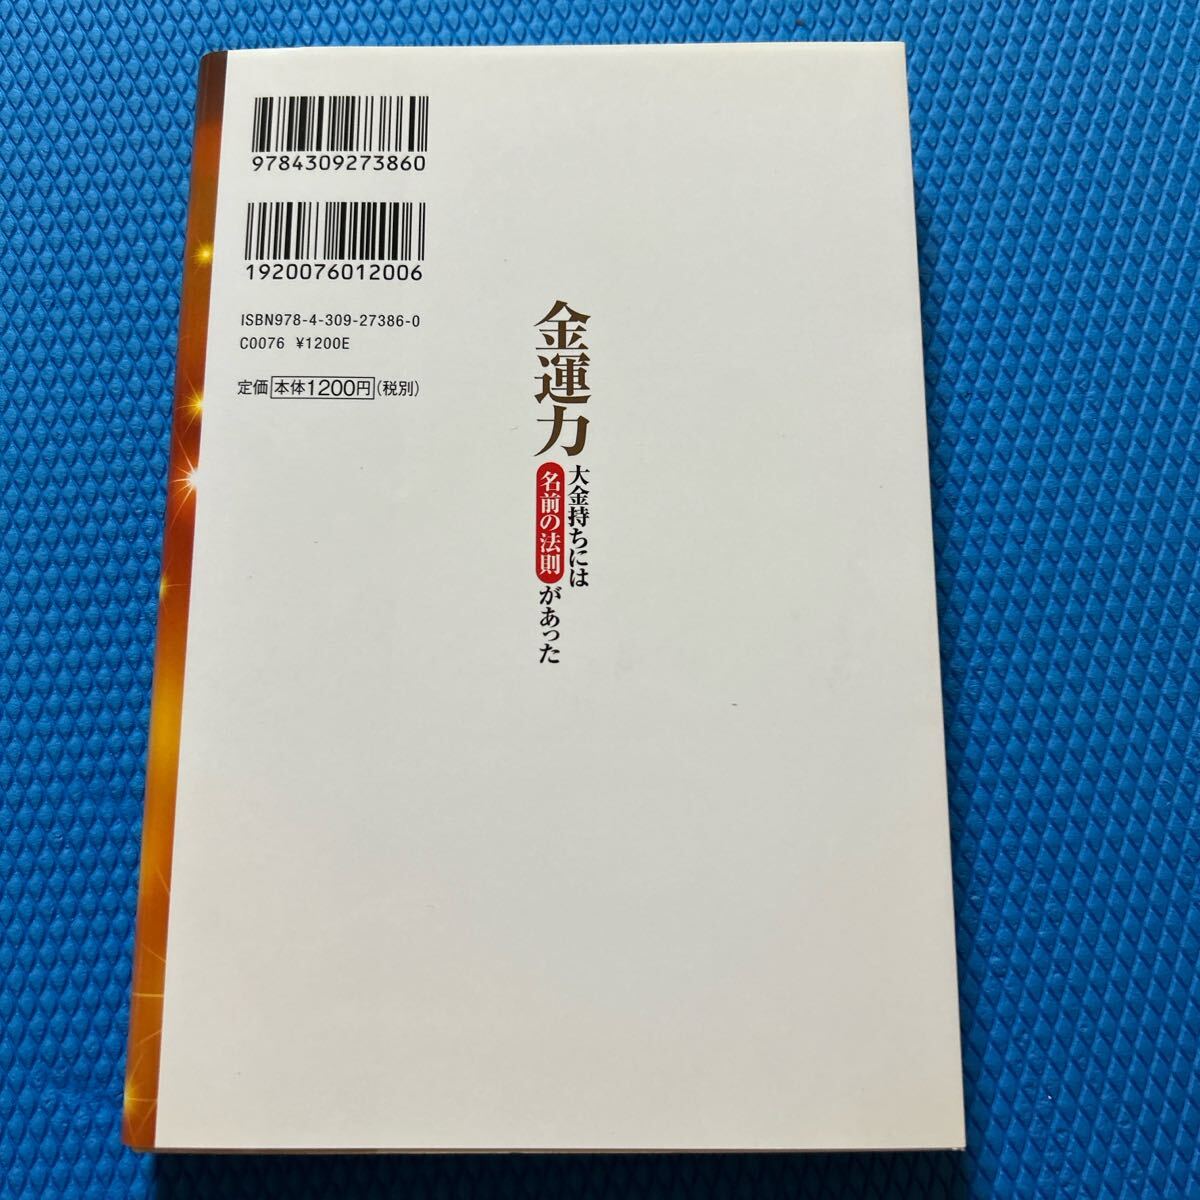 9784309273860
1920076012006
ISBN978-4-309-27386-0
C0076 ¥1200E
定価 本体1200円(税別)
金運力
大金持ちには
名前の法則があった